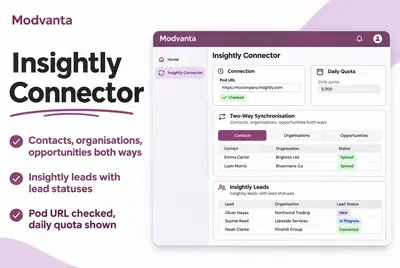 Modvanta
Insightly
Connector
Contacts, organisations,
opportunities both ways
Insightly leads with
lead statuses
Pod URL checked,
daily quota shown
Modvanta
Home
Insightly Connector
Insightly Connector
Connection
Pod URL
https://mycompany.insightly.com
Checked
Daily Quota
Daily quota
5,000
Two-Way Synchronisation
Contacts, organisations, opportunities both ways
Contacts Organisations Opportunities
Contact Organisation Status
Emma Carter Brighton Ltd Synced
Liam Morris Rivermere Co Synced
Insightly Leads
Insightly leads with lead statuses
Lead Organisation Lead Status
Oliver Hayes Northwind Trading New
Sophie Reed Lakeside Services In Progress
Noah Clarke Pinehill Group Converted